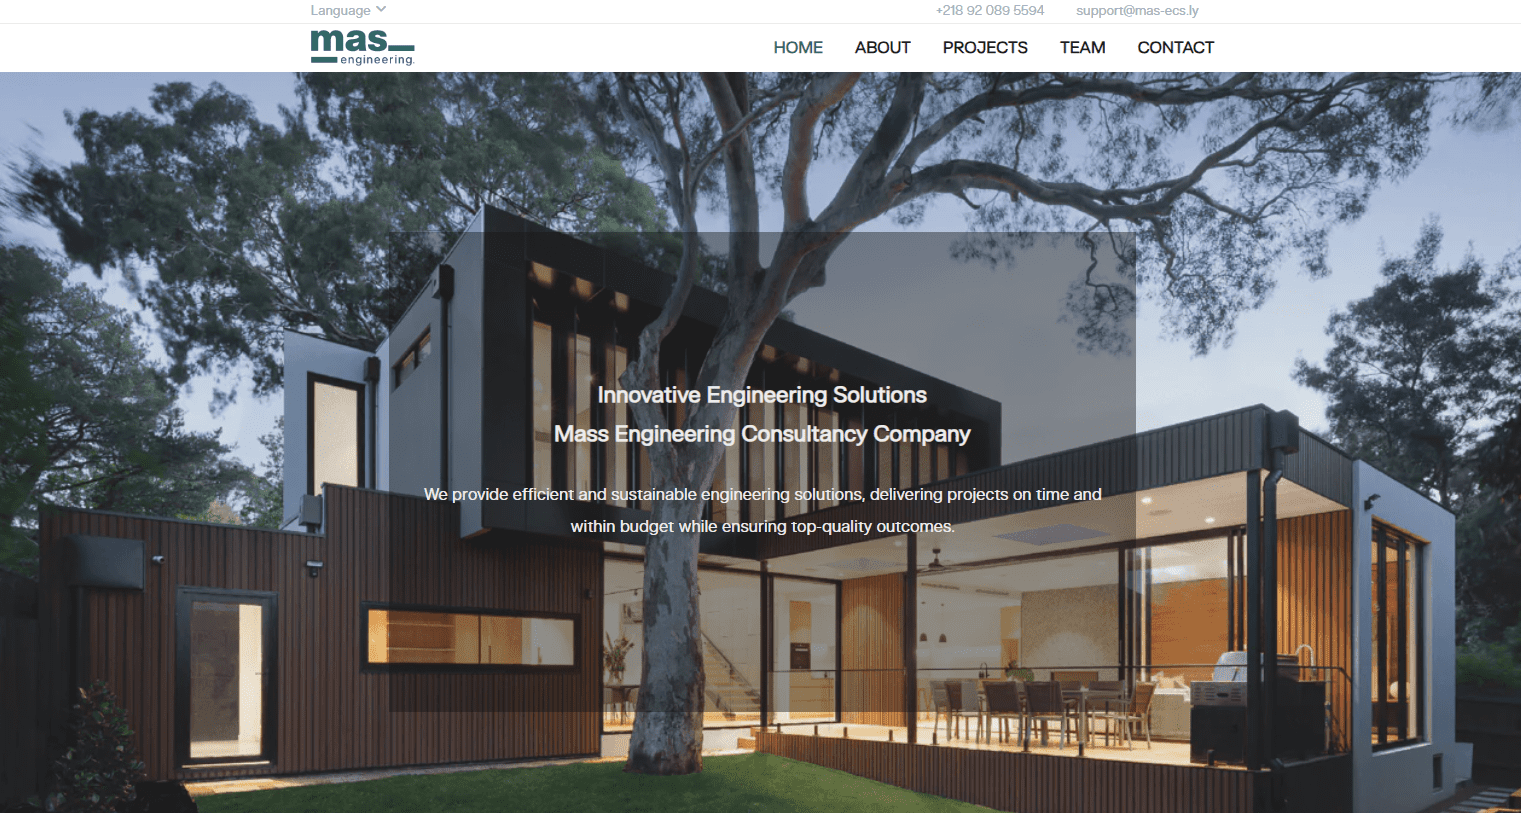 Language
+218 92 089 5594
support@mas-ecs.ly
mas_
engineering.
HOME
ABOUT
PROJECTS
TEAM
CONTACT
Innovative Engineering Solutions
Mass Engineering Consultancy Company
We provide efficient and sustainable engineering solutions, delivering projects on time and
within budget while ensuring top-quality outcomes.